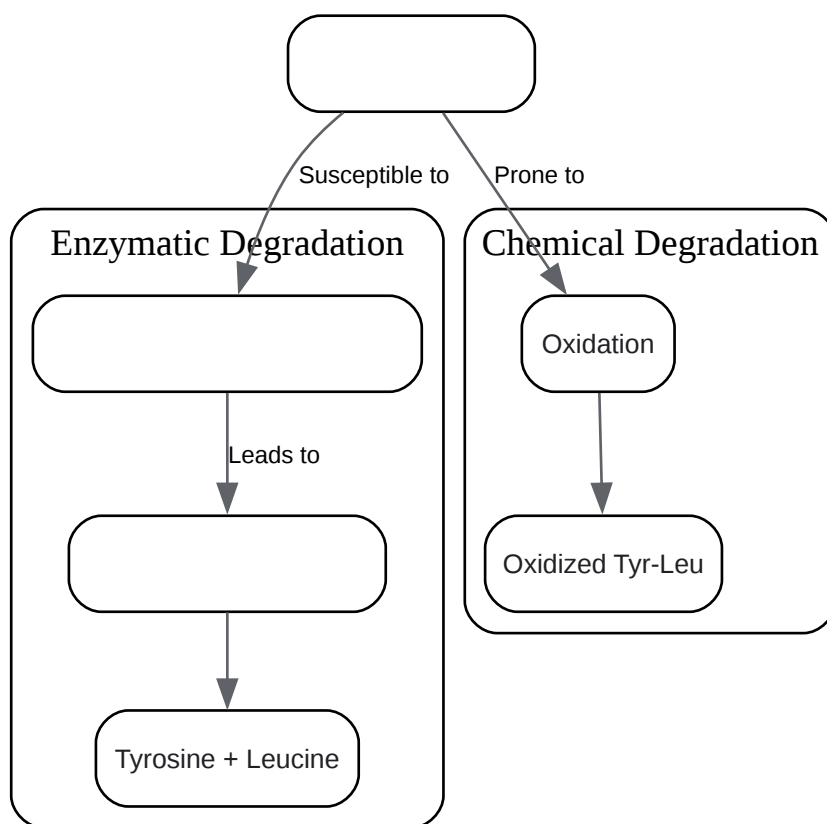 Susceptible to
Prone to
Enzymatic Degradation
Chemical Degradation
Oxidation
Leads to
Oxidized Tyr-Leu
Tyrosine + Leucine